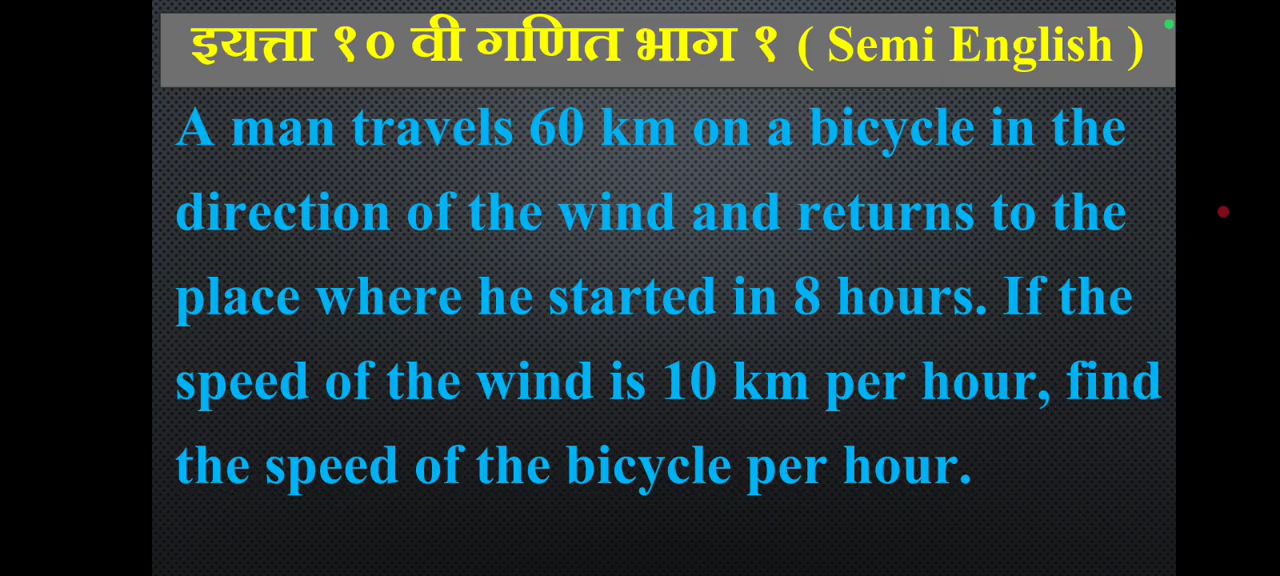 इयत्ता १० वी गणित भाग १ ( Semi English )
A man travels 60 km on a bicycle in the
direction of the wind and returns to the
place where he started in 8 hours. If the
speed of the wind is 10 km per hour, find
the speed of the bicycle per hour.